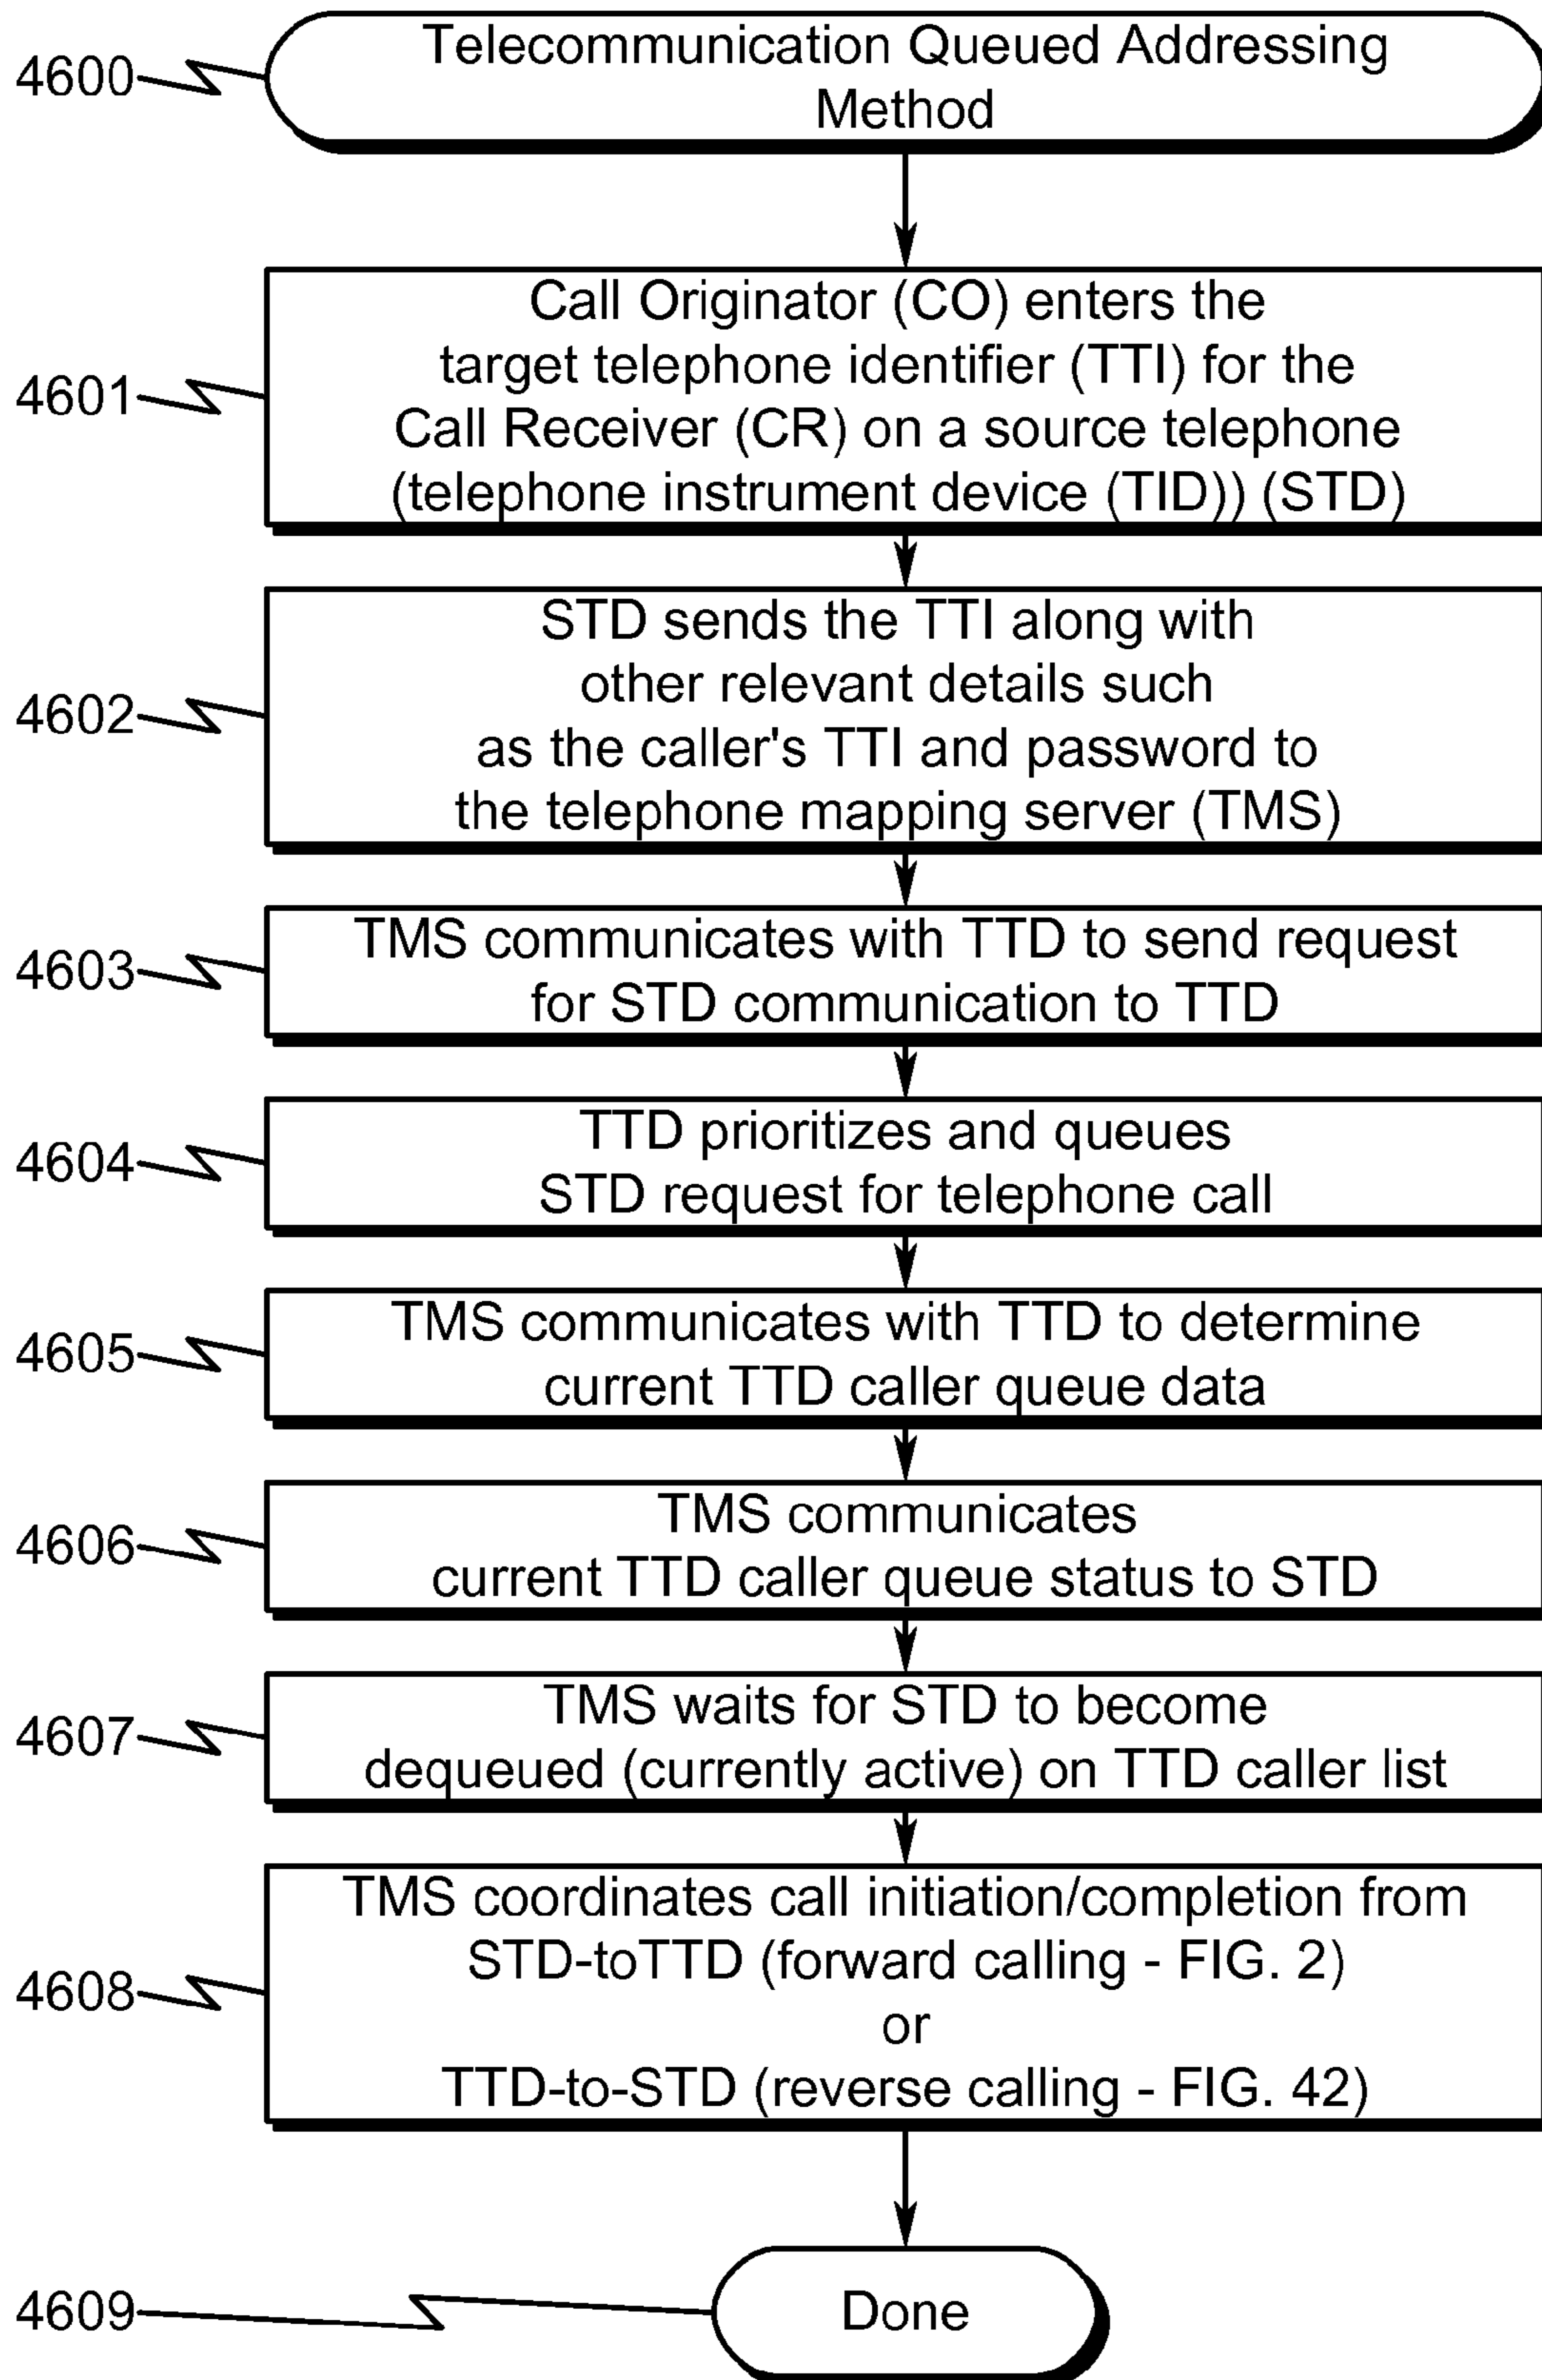 4600
Telecommunication Queued Addressing
Method
4601
Call Originator (CO) enters the
target telephone identifier (TTI) for the
Call Receiver (CR) on a source telephone
(telephone instrument device (TID)) (STD)
4602
STD sends the TTI along with
other relevant details such
as the caller's TTI and password to
the telephone mapping server (TMS)
4603
TMS communicates with TTD to send request
for STD communication to TTD
4604
TTD prioritizes and queues
STD request for telephone call
4605
TMS communicates with TTD to determine
current TTD caller queue data
4606
TMS communicates
current TTD caller queue status to STD
4607
TMS waits for STD to become
dequeued (currently active) on TTD caller list
4608
TMS coordinates call initiation/completion from
STD-toTTD (forward calling - FIG. 2)
or
TTD-to-STD (reverse calling - FIG. 42)
4609
Done